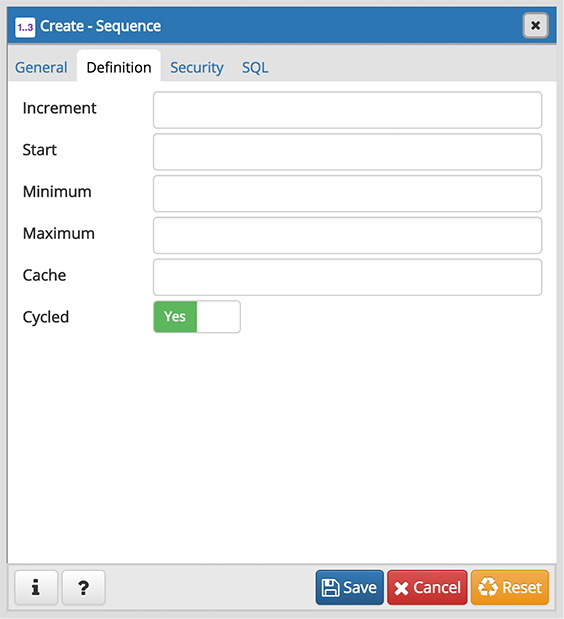 1..3 Create - Sequence
General Definition Security SQL
Increment
Start
Minimum
Maximum
Cache
Cycled Yes
i ? Save Cancel Reset